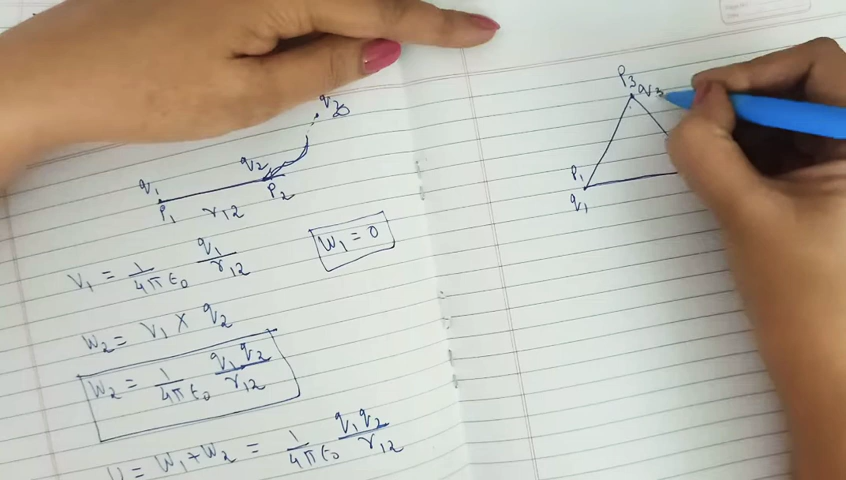 q₂ ∞
q₁ q₂
P₁ r₁₂ P₂
V₁ = 1/4πϵ₀ q₁/r₁₂
W₁ = 0
W₂ = V₁ × q₂
W₂ = 1/4πϵ₀ q₁q₂/r₁₂
U = W₁ + W₂ = 1/4πϵ₀ q₁q₂/r₁₂
P₃ q₃
P₁
q₁